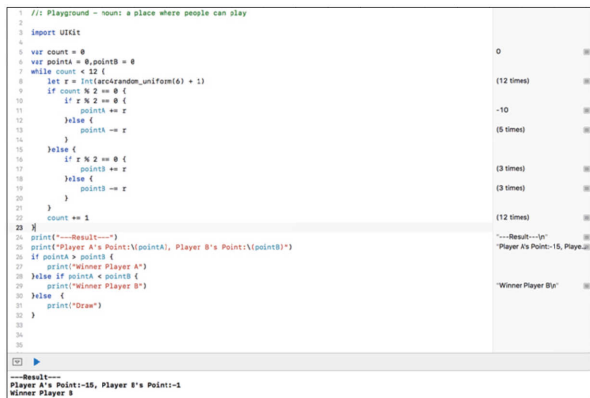 1 //: Playground - noun: a place where people can play
2
3 import UIKit
4
5 var count = 0
0
6 var pointA = 0,pointB = 0
7 while count < 12 {
8 let r = Int(arc4random_uniform(6) + 1)
(12 times)
9 if count % 2 == 0 {
10 if r % 2 == 0 {
11 pointA += r
-10
12 }else {
13 pointA -= r
(5 times)
14 }
15 }else {
16 if r % 2 == 0 {
17 pointB += r
(3 times)
18 }else {
19 pointB -= r
(3 times)
20 }
21 }
22 count += 1
(12 times)
23 }
24 print("---Result---")
"---Result---\n"
25 print("Player A's Point:\(pointA), Player B's Point:\(pointB)")
"Player A's Point:-15, Playe...
26 if pointA > pointB {
27 print("Winner Player A")
28 }else if pointA < pointB {
29 print("Winner Player B")
"Winner Player B\n"
30 }else {
31 print("Draw")
32 }
33
34
35
---Result---
Player A's Point:-15, Player B's Point:-1
Winner Player B